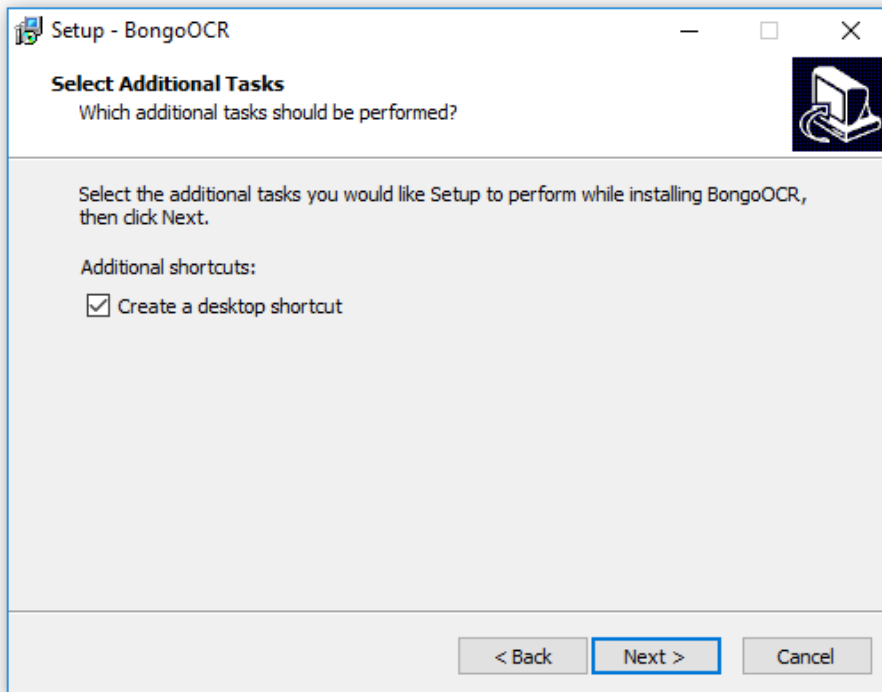 Setup - BongoOCR
Select Additional Tasks
Which additional tasks should be performed?
Select the additional tasks you would like Setup to perform while installing BongoOCR,
then click Next.
Additional shortcuts:
Create a desktop shortcut
< Back
Next >
Cancel